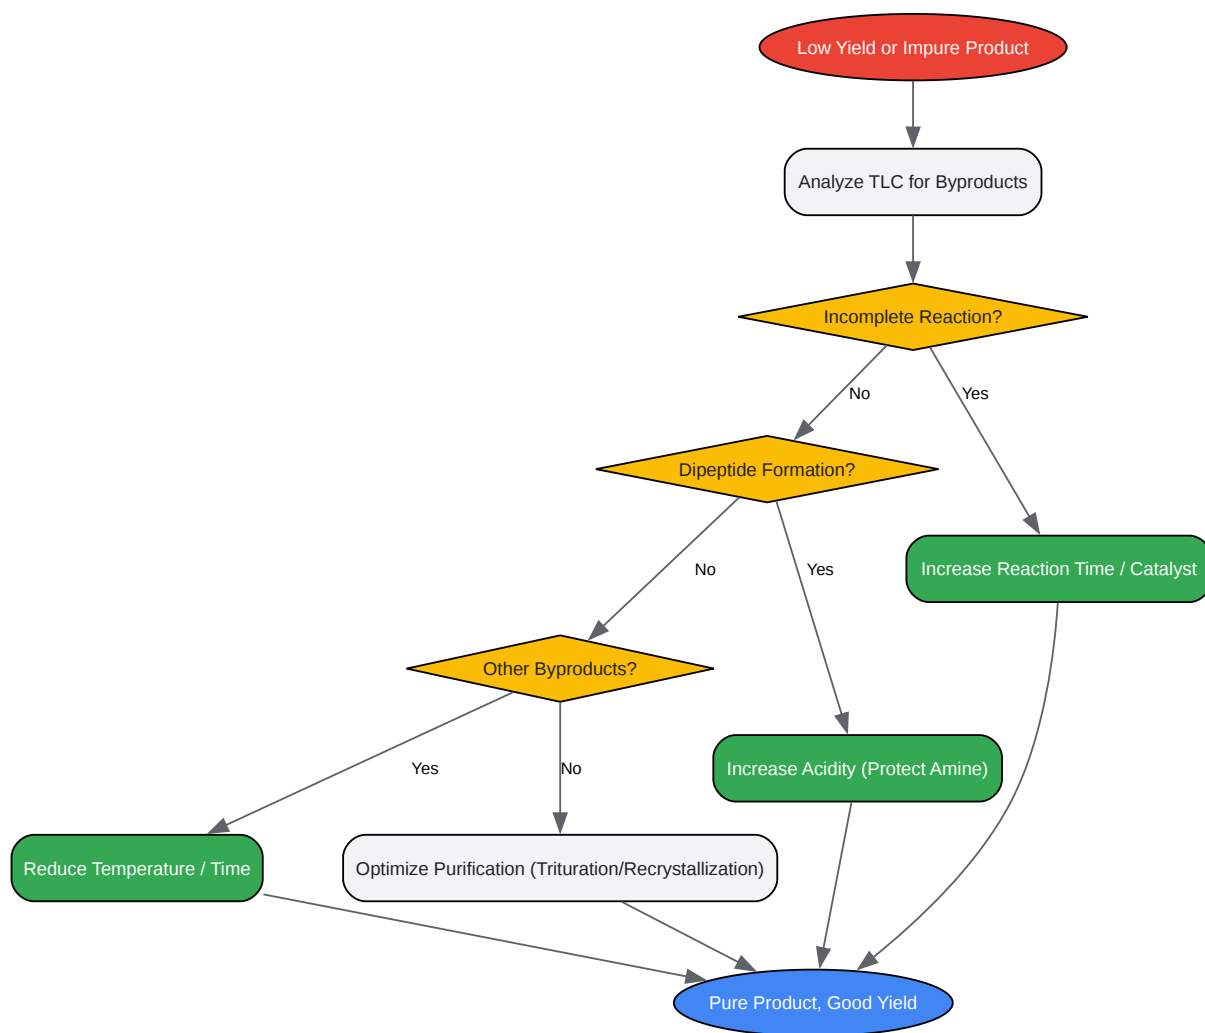 Low Yield or Impure Product
Analyze TLC for Byproducts
Incomplete Reaction?
No
Yes
Dipeptide Formation?
Increase Reaction Time / Catalyst
No
Yes
Other Byproducts?
Increase Acidity (Protect Amine)
Yes
No
Reduce Temperature / Time
Optimize Purification (Trituration/Recrystallization)
Pure Product, Good Yield